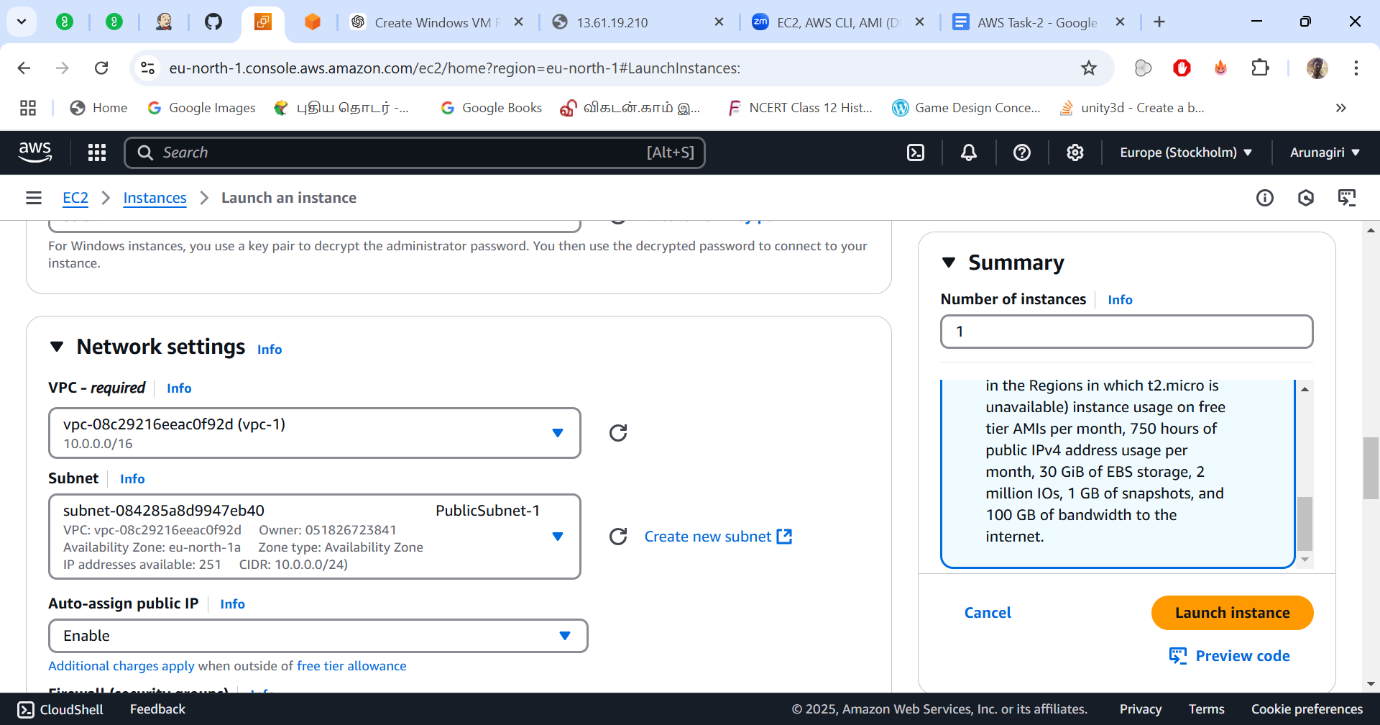 Create Windows VM F
13.61.19.210
EC2, AWS CLI, AMI (D
AWS Task-2 - Google
eu-north-1.console.aws.amazon.com/ec2/home?region=eu-north-1#LaunchInstances:
Home
Google Images
புதிய தொடர் -...
Google Books
விகடன்.காம் இ...
NCERT Class 12 Hist...
Game Design Conce...
unity3d - Create a b...
aws
Search
[Alt+S]
Europe (Stockholm)
Arunagiri
EC2
Instances
Launch an instance
For Windows instances, you use a key pair to decrypt the administrator password. You then use the decrypted password to connect to your
instance.
Network settings Info
VPC - required Info
vpc-08c29216eeac0f92d (vpc-1)
10.0.0.0/16
Subnet Info
subnet-084285a8d9947eb40 PublicSubnet-1
VPC: vpc-08c29216eeac0f92d Owner: 051826723841
Availability Zone: eu-north-1a Zone type: Availability Zone
IP addresses available: 251 CIDR: 10.0.0.0/24)
Create new subnet
Auto-assign public IP Info
Enable
Additional charges apply when outside of free tier allowance
Firewall (security groups) Info
Summary
Number of instances Info
1
in the Regions in which t2.micro is
unavailable) instance usage on free
tier AMIs per month, 750 hours of
public IPv4 address usage per
month, 30 GiB of EBS storage, 2
million IOs, 1 GB of snapshots, and
100 GB of bandwidth to the
internet.
Cancel
Launch instance
Preview code
CloudShell
Feedback
© 2025, Amazon Web Services, Inc. or its affiliates.
Privacy
Terms
Cookie preferences